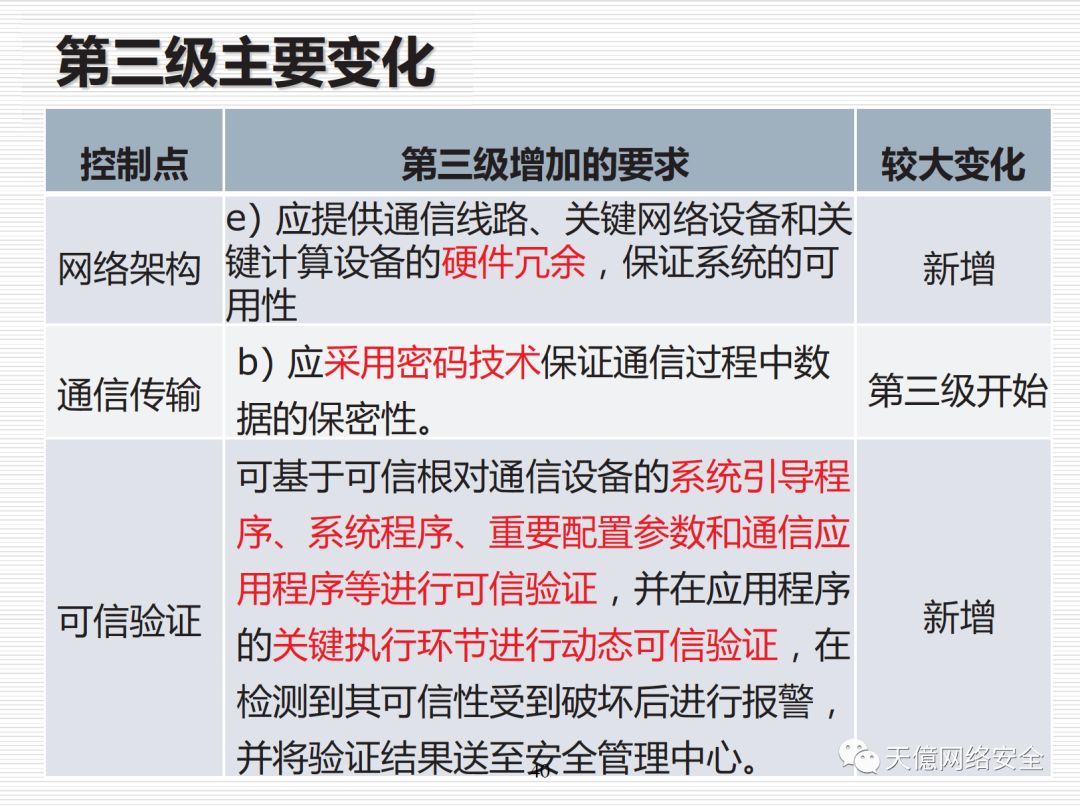 第三级主要变化
控制点
第三级增加的要求
较大变化
网络架构
e）应提供通信线路、关键网络设备和关
键计算设备的硬件冗余，保证系统的可
用性
新增
通信传输
b）应采用密码技术保证通信过程中数
据的保密性。
第三级开始
可信验证
可基于可信根对通信设备的系统引导程
序、系统程序、重要配置参数和通信应
用程序等进行可信验证，并在应用程序
的关键执行环节进行动态可信验证，在
检测到其可信性受到破坏后进行报警，
并将验证结果送至安全管理中心。
新增
40
天億网络安全